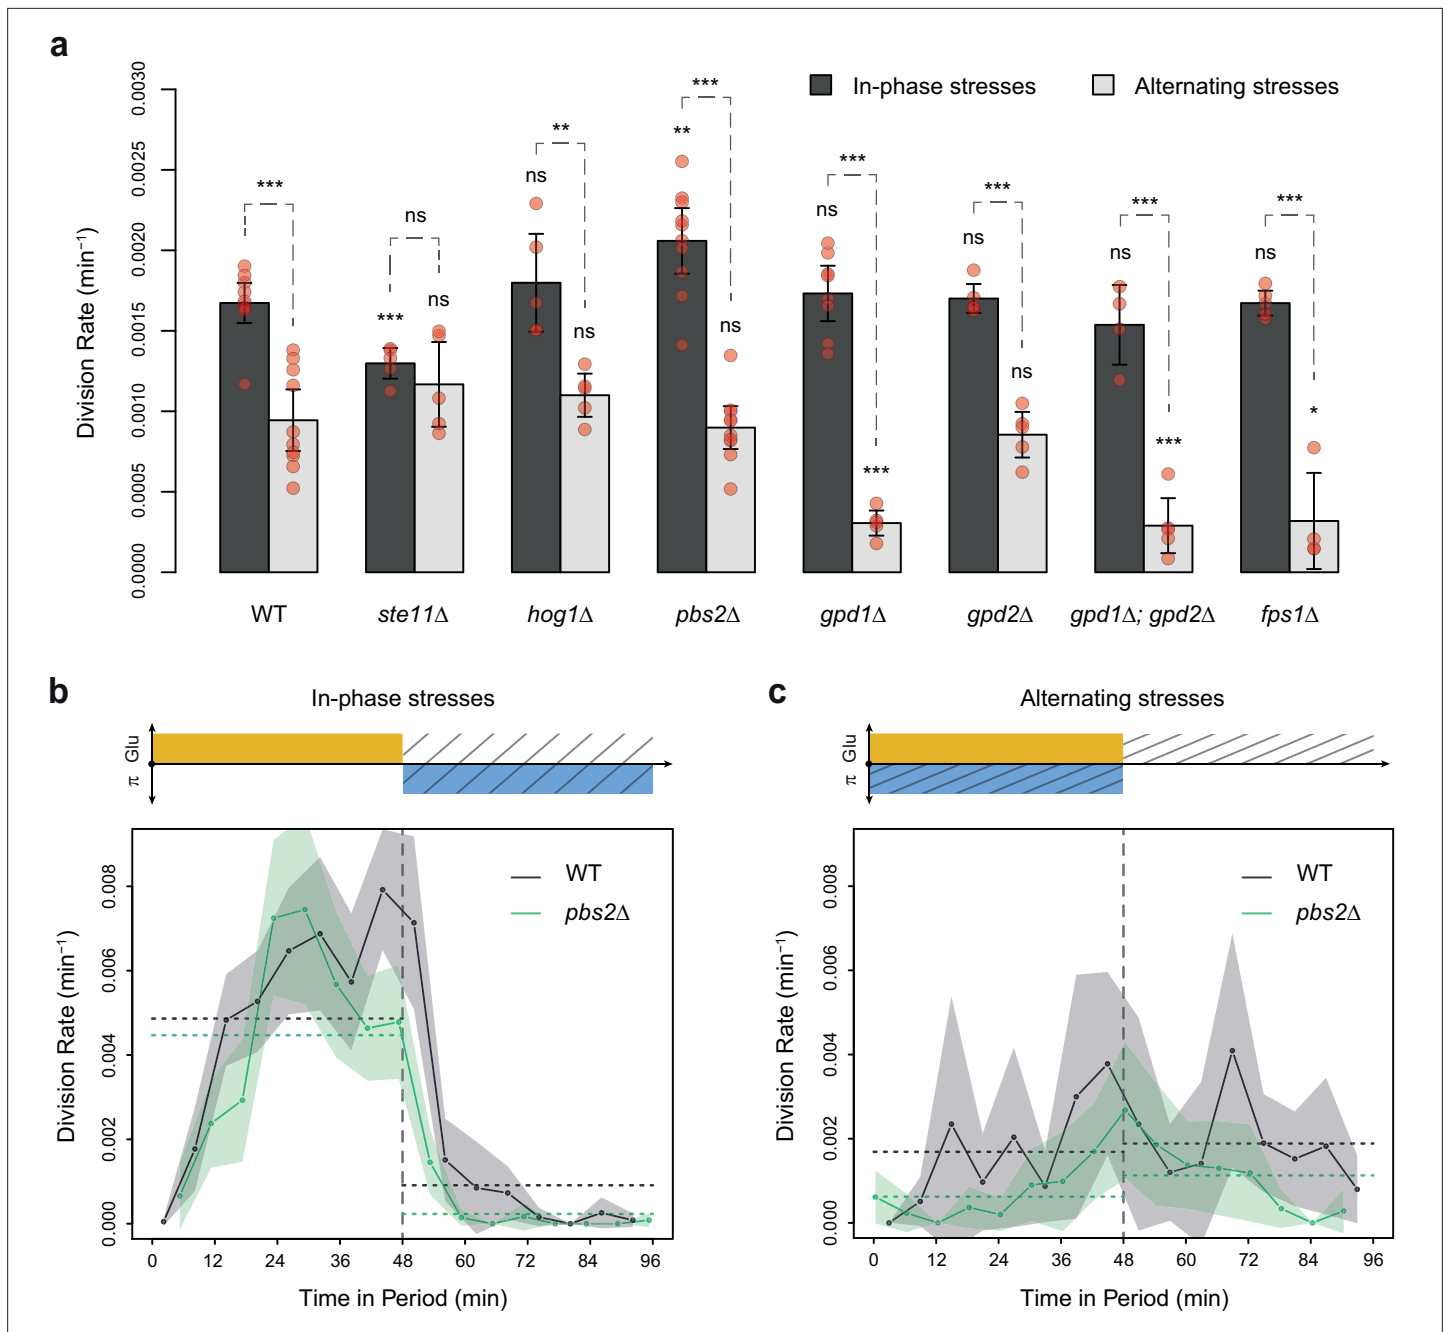 a
In-phase stresses
Alternating stresses
Division Rate (min⁻¹)
0.0030
0.0025
0.0020
0.0015
0.0010
0.0005
0.0000
***
ns
*** ns
**
ns ns
***
** ns
***
ns ***
***
ns ns
***
ns ***
***
ns *
WT ste11Δ hog1Δ pbs2Δ gpd1Δ gpd2Δ gpd1Δ; gpd2Δ fps1Δ
b
In-phase stresses
Glu
π
WT
pbs2Δ
Division Rate (min⁻¹)
0.008
0.006
0.004
0.002
0.000
0 12 24 36 48 60 72 84 96
Time in Period (min)
c
Alternating stresses
Glu
π
WT
pbs2Δ
Division Rate (min⁻¹)
0.008
0.006
0.004
0.002
0.000
0 12 24 36 48 60 72 84 96
Time in Period (min)